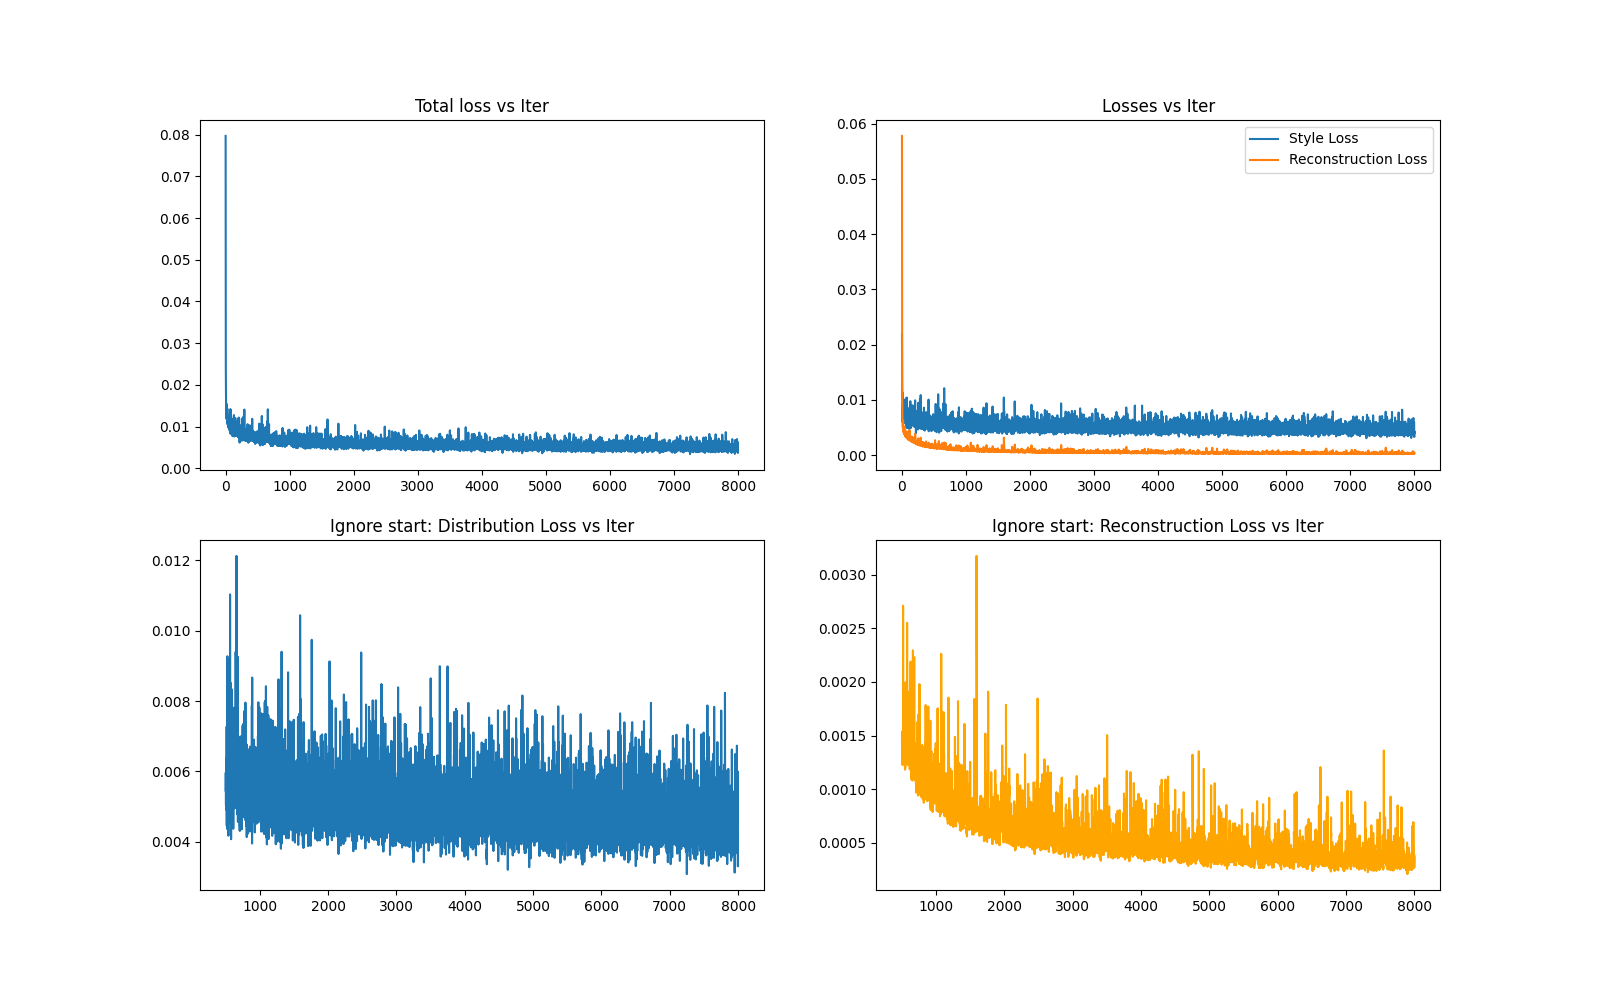 Total loss vs Iter
0.08
0.07
0.06
0.05
0.04
0.03
0.02
0.01
0.00
0 1000 2000 3000 4000 5000 6000 7000 8000
Losses vs Iter
0.06
0.05
0.04
0.03
0.02
0.01
0.00
Style Loss
Reconstruction Loss
0 1000 2000 3000 4000 5000 6000 7000 8000
Ignore start: Distribution Loss vs Iter
0.012
0.010
0.008
0.006
0.004
1000 2000 3000 4000 5000 6000 7000 8000
Ignore start: Reconstruction Loss vs Iter
0.0030
0.0025
0.0020
0.0015
0.0010
0.0005
1000 2000 3000 4000 5000 6000 7000 8000